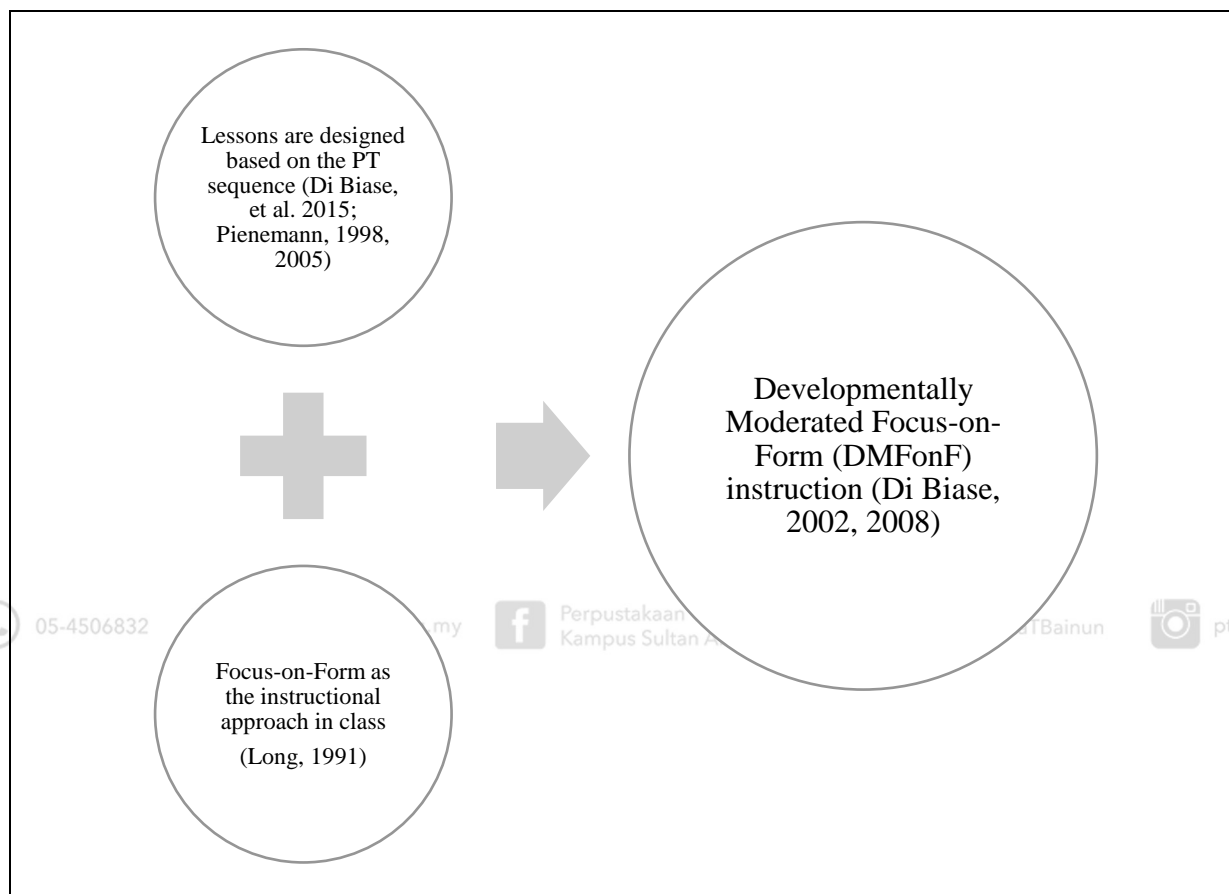 Lessons are designed
based on the PT
sequence (Di Biase,
et al. 2015;
Pienemann, 1998,
2005)
Developmentally
Moderated Focus-on-
Form (DMFonF)
instruction (Di Biase,
2002, 2008)
05-4506832
.my
f
Perpustakaan
Kampus Sultan A
TBainun
Focus-on-Form as
the instructional
approach in class
(Long, 1991)